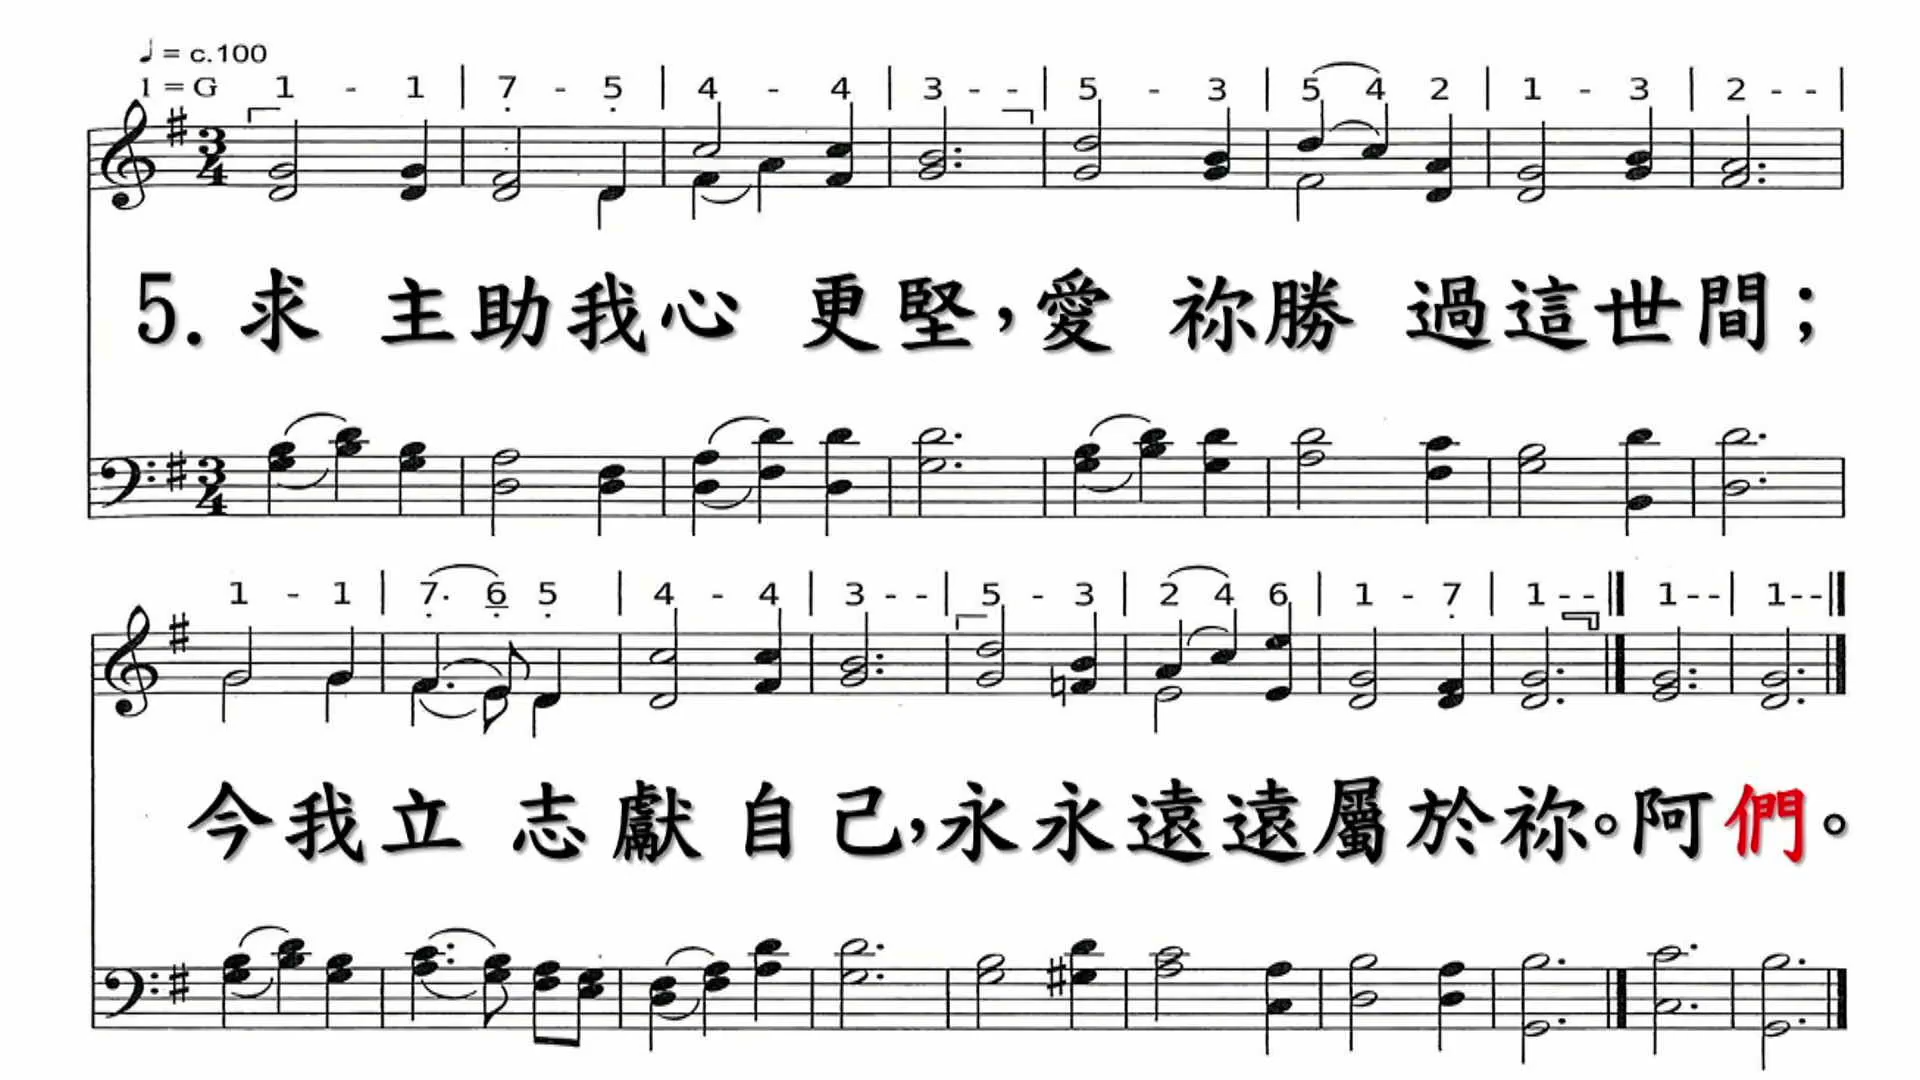 ♩ = c.100
1 = G 1 - 1 | 7̣ - 5̣ | 4 - 4 | 3 - - | 5 - 3 | 5 4 2 | 1 - 3 | 2 - - |
5.求主助我心更堅,愛祢勝過這世間;
1 - 1 | 7̣· 6̣ 5̣ | 4 - 4 | 3 - - | 5 - 3 | 2 4 6 | 1 - 7̣ | 1 - - ‖ 1 - - | 1 - - ‖
今我立志獻自己,永永遠遠屬於祢。阿們。